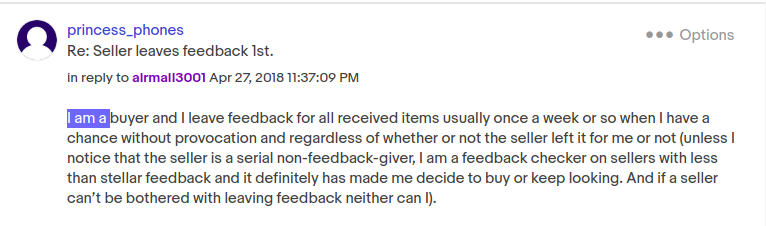 princess_phones
Re: Seller leaves feedback 1st.
••• Options
in reply to airmail3001 Apr 27, 2018 11:37:09 PM
I am a buyer and I leave feedback for all received items usually once a week or so when I have a
chance without provocation and regardless of whether or not the seller left it for me or not (unless I
notice that the seller is a serial non-feedback-giver, I am a feedback checker on sellers with less
than stellar feedback and it definitely has made me decide to buy or keep looking. And if a seller
can’t be bothered with leaving feedback neither can I).